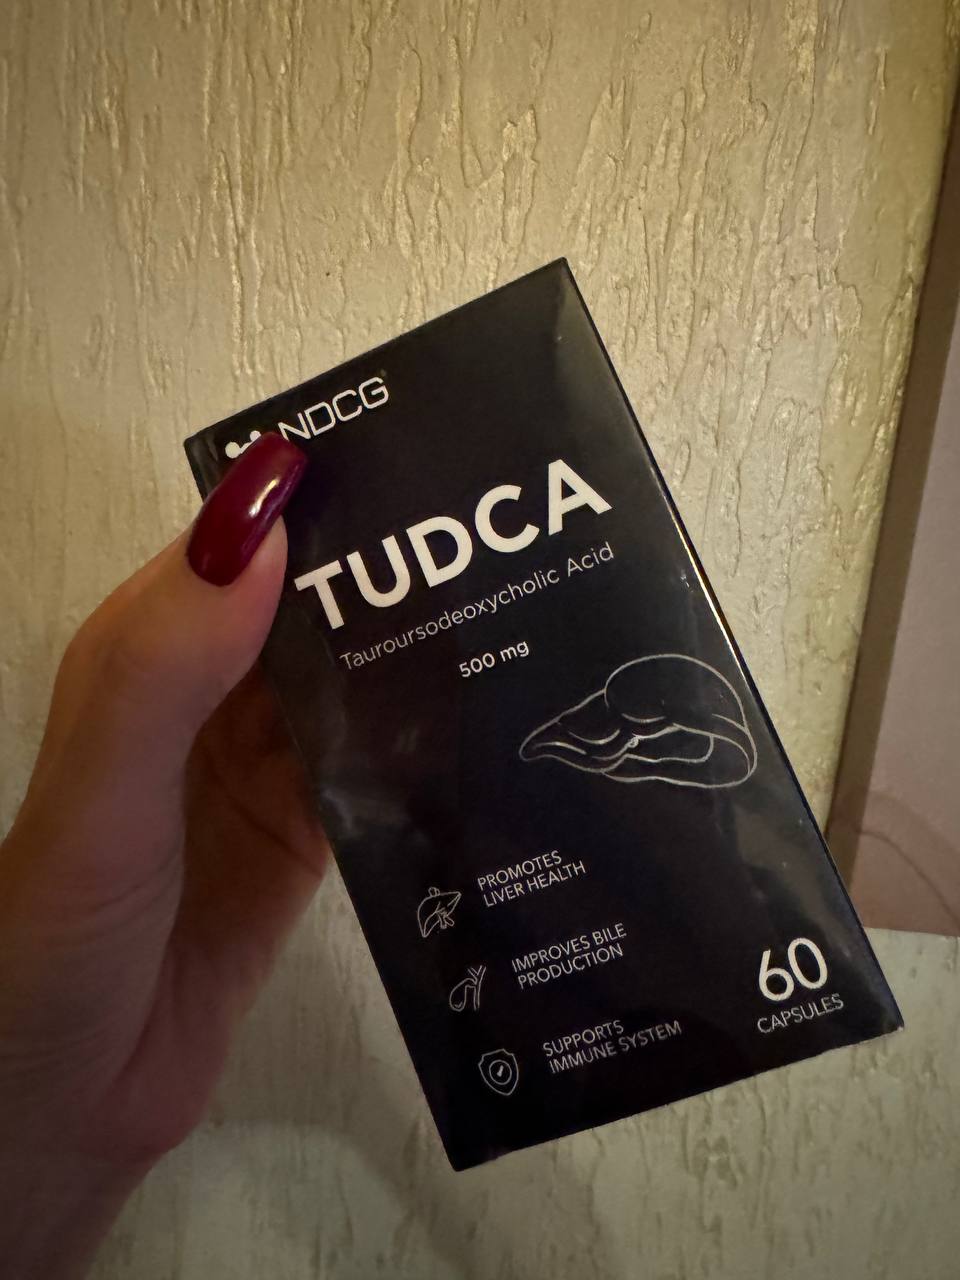 NDCG
TUDCA
Tauroursodeoxycholic Acid
500 mg
PROMOTES
LIVER HEALTH
IMPROVES BILE
PRODUCTION
SUPPORTS
IMMUNE SYSTEM
60
CAPSULES